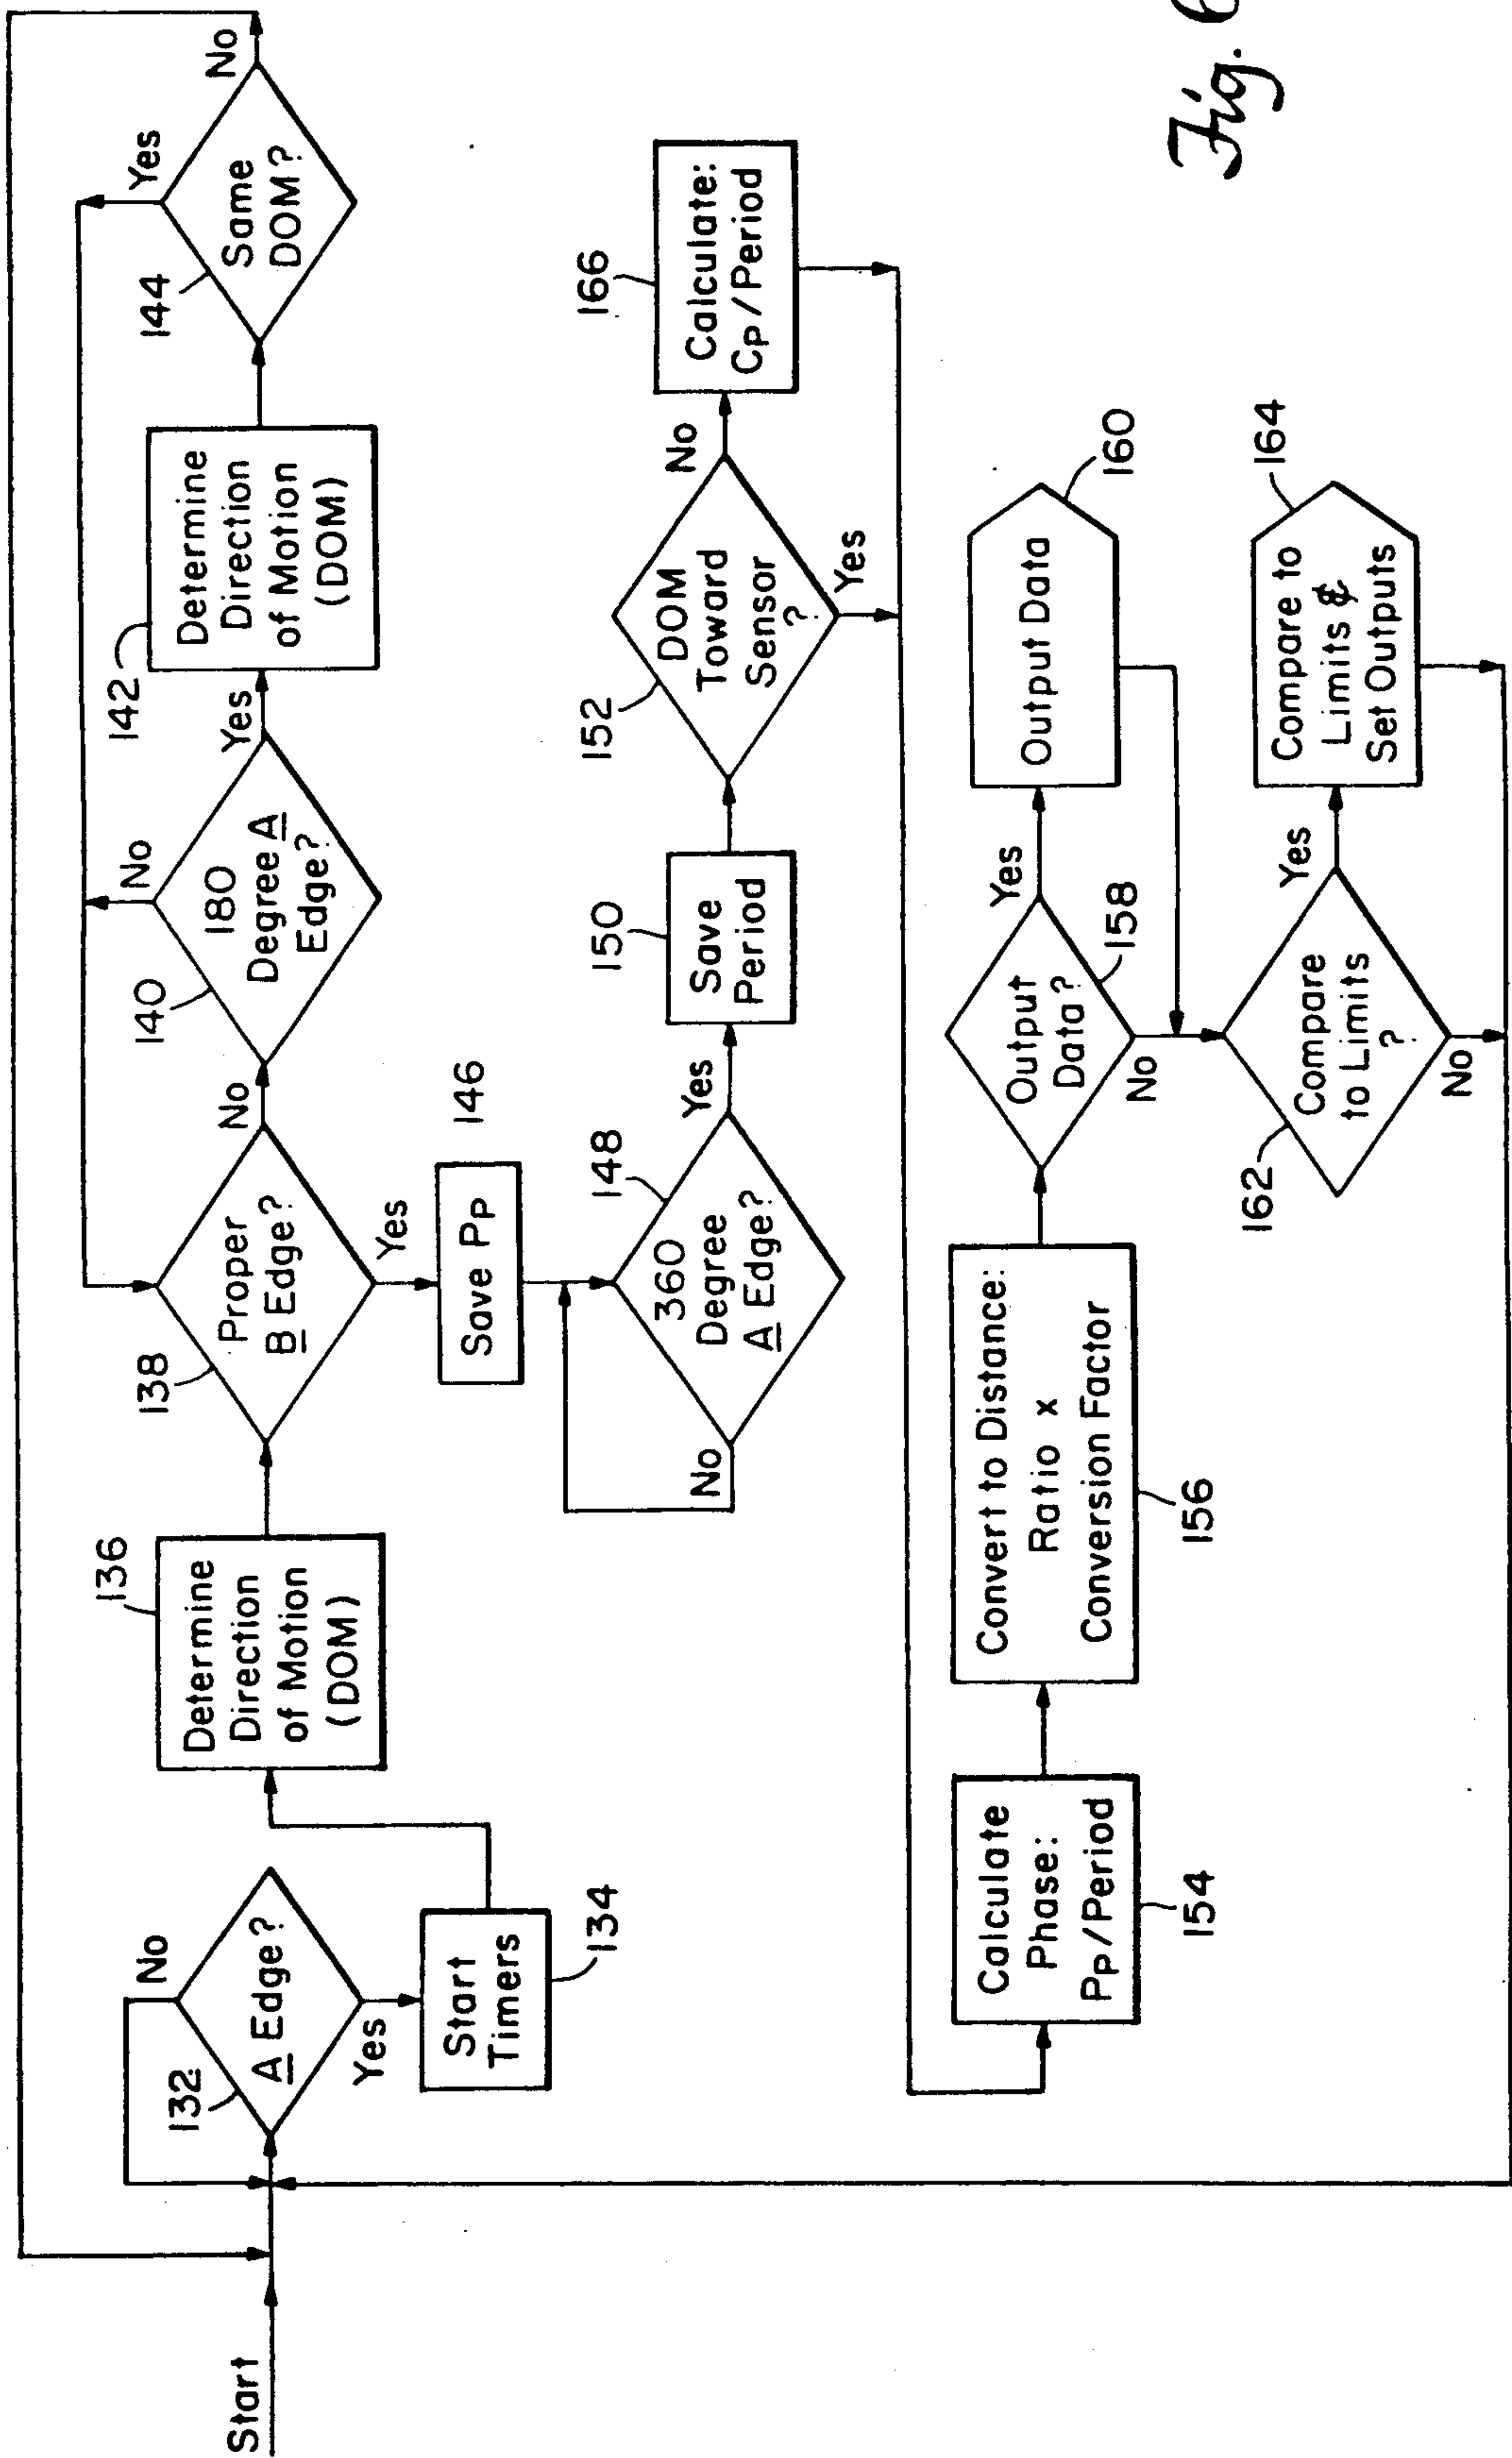 Start
132
A Edge?
No
Yes
Start
Timers
134
136
Determine
Direction
of Motion
(DOM)
138
Proper
B Edge?
No
Yes
140
180
Degree A
Edge?
No
Yes
142
Determine
Direction
of Motion
(DOM)
144
Same
DOM?
Yes
No
146
Save PP
148
360
Degree
A Edge?
No
Yes
150
Save
Period
152
DOM
Toward
Sensor
?
No
Yes
166
Calculate:
CP/Period
Calculate
Phase:
PP/Period
154
Convert to Distance:
Ratio x
Conversion Factor
156
Output
Data?
158
Yes
No
Output Data
160
162
Compare
to Limits
?
Yes
No
164
Compare to
Limits &
Set Outputs
Fig. 6